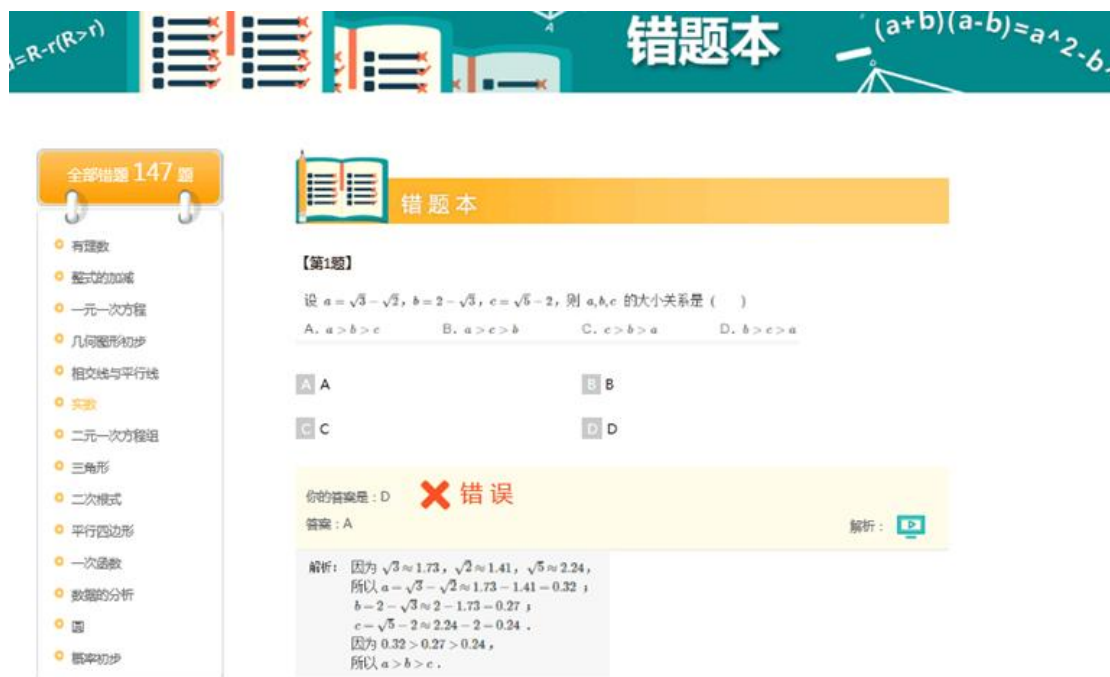 =R-r(R>r)
A
错题本
(a+b)(a-b)=a^2-b
全部错题147题
有理数
整式的加减
一元一次方程
几何图形初步
相交线与平行线
实数
二元一次方程组
三角形
二次根式
平行四边形
一次函数
数据的分析
圆
概率初步
错题本
【第1题】
设 a = √3 − √2, b = 2 − √3, c = √5 − 2, 则 a,b,c 的大小关系是 (    )
A. a > b > c  B. a > c > b  C. c > b > a  D. b > c > a
A A  B B
C C  D D
你的答案是:D  错误
答案:A  解析:
解析: 因为 √3 ≈ 1.73, √2 ≈ 1.41, √5 ≈ 2.24,
所以 a = √3 − √2 ≈ 1.73 − 1.41 = 0.32 ;
b = 2 − √3 ≈ 2 − 1.73 = 0.27 ;
c = √5 − 2 ≈ 2.24 − 2 = 0.24 .
因为 0.32 > 0.27 > 0.24,
所以 a > b > c .